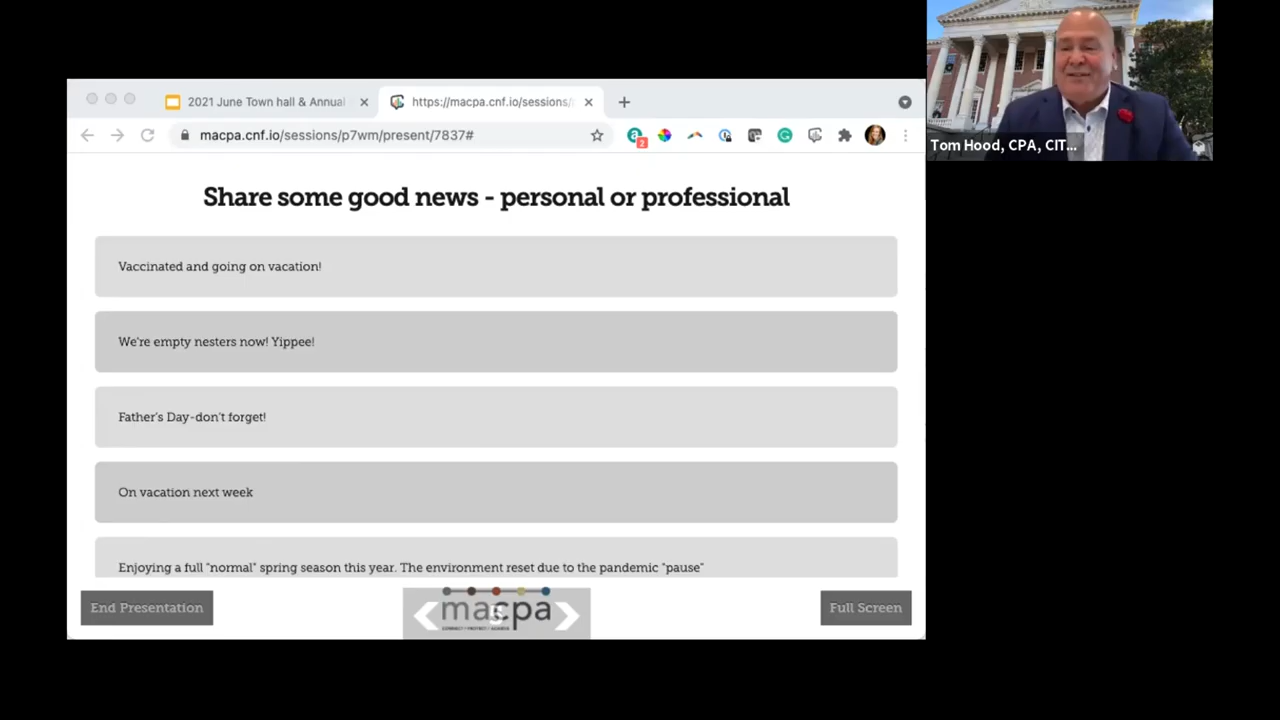 2021 June Town hall & Annual
https://macpa.cnf.io/sessions/
macpa.cnf.io/sessions/p7wm/present/7837#
2
Tom Hood, CPA, CIT...
Share some good news - personal or professional
Vaccinated and going on vacation!
We're empty nesters now! Yippee!
Father's Day-don't forget!
On vacation next week
Enjoying a full "normal" spring season this year. The environment reset due to the pandemic "pause"
End Presentation
macpa
Full Screen